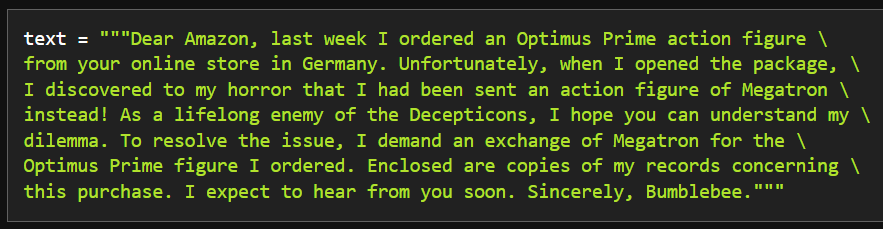 text = """Dear Amazon, last week I ordered an Optimus Prime action figure \
from your online store in Germany. Unfortunately, when I opened the package, \
I discovered to my horror that I had been sent an action figure of Megatron \
instead! As a lifelong enemy of the Decepticons, I hope you can understand my \
dilemma. To resolve the issue, I demand an exchange of Megatron for the \
Optimus Prime figure I ordered. Enclosed are copies of my records concerning \
this purchase. I expect to hear from you soon. Sincerely, Bumblebee."""